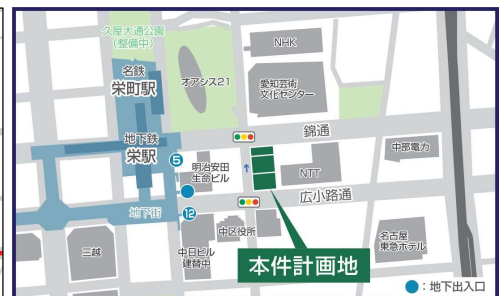 久屋大通公園
(整備中)
NHK
名鉄
栄町駅
オアシス21
愛知芸術
文化センター
錦通
地下鉄
栄駅
5
明治安田
生命ビル
NTT
中部電力
広小路通
地下街
12
中区役所
三越
中日ビル
建替中
本件計画地
名古屋
東急ホテル
:地下出入口